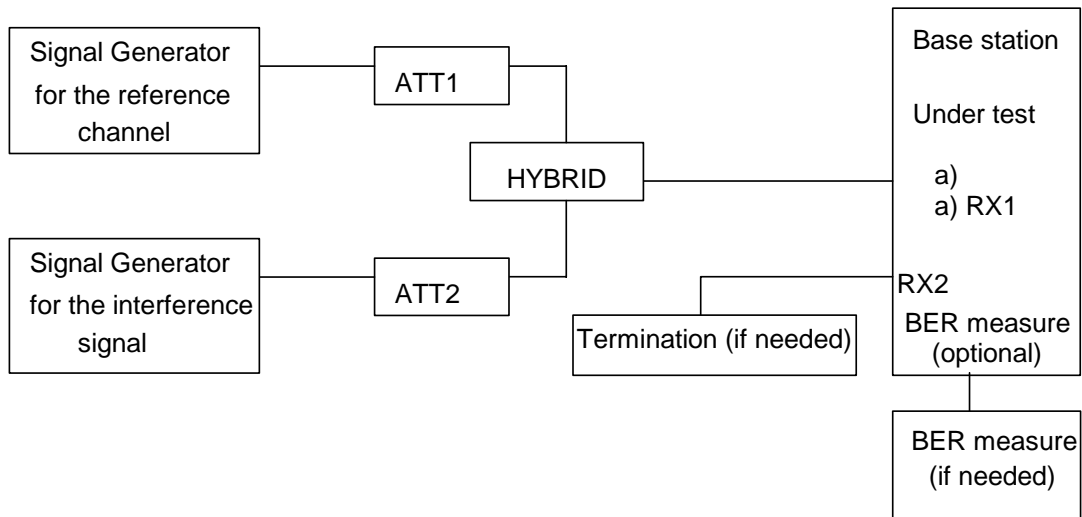 Signal Generator
for the reference
channel
ATT1
HYBRID
Signal Generator
for the interference
signal
ATT2
Termination (if needed)
Base station
Under test
a)
a) RX1
RX2
BER measure
(optional)
BER measure
(if needed)